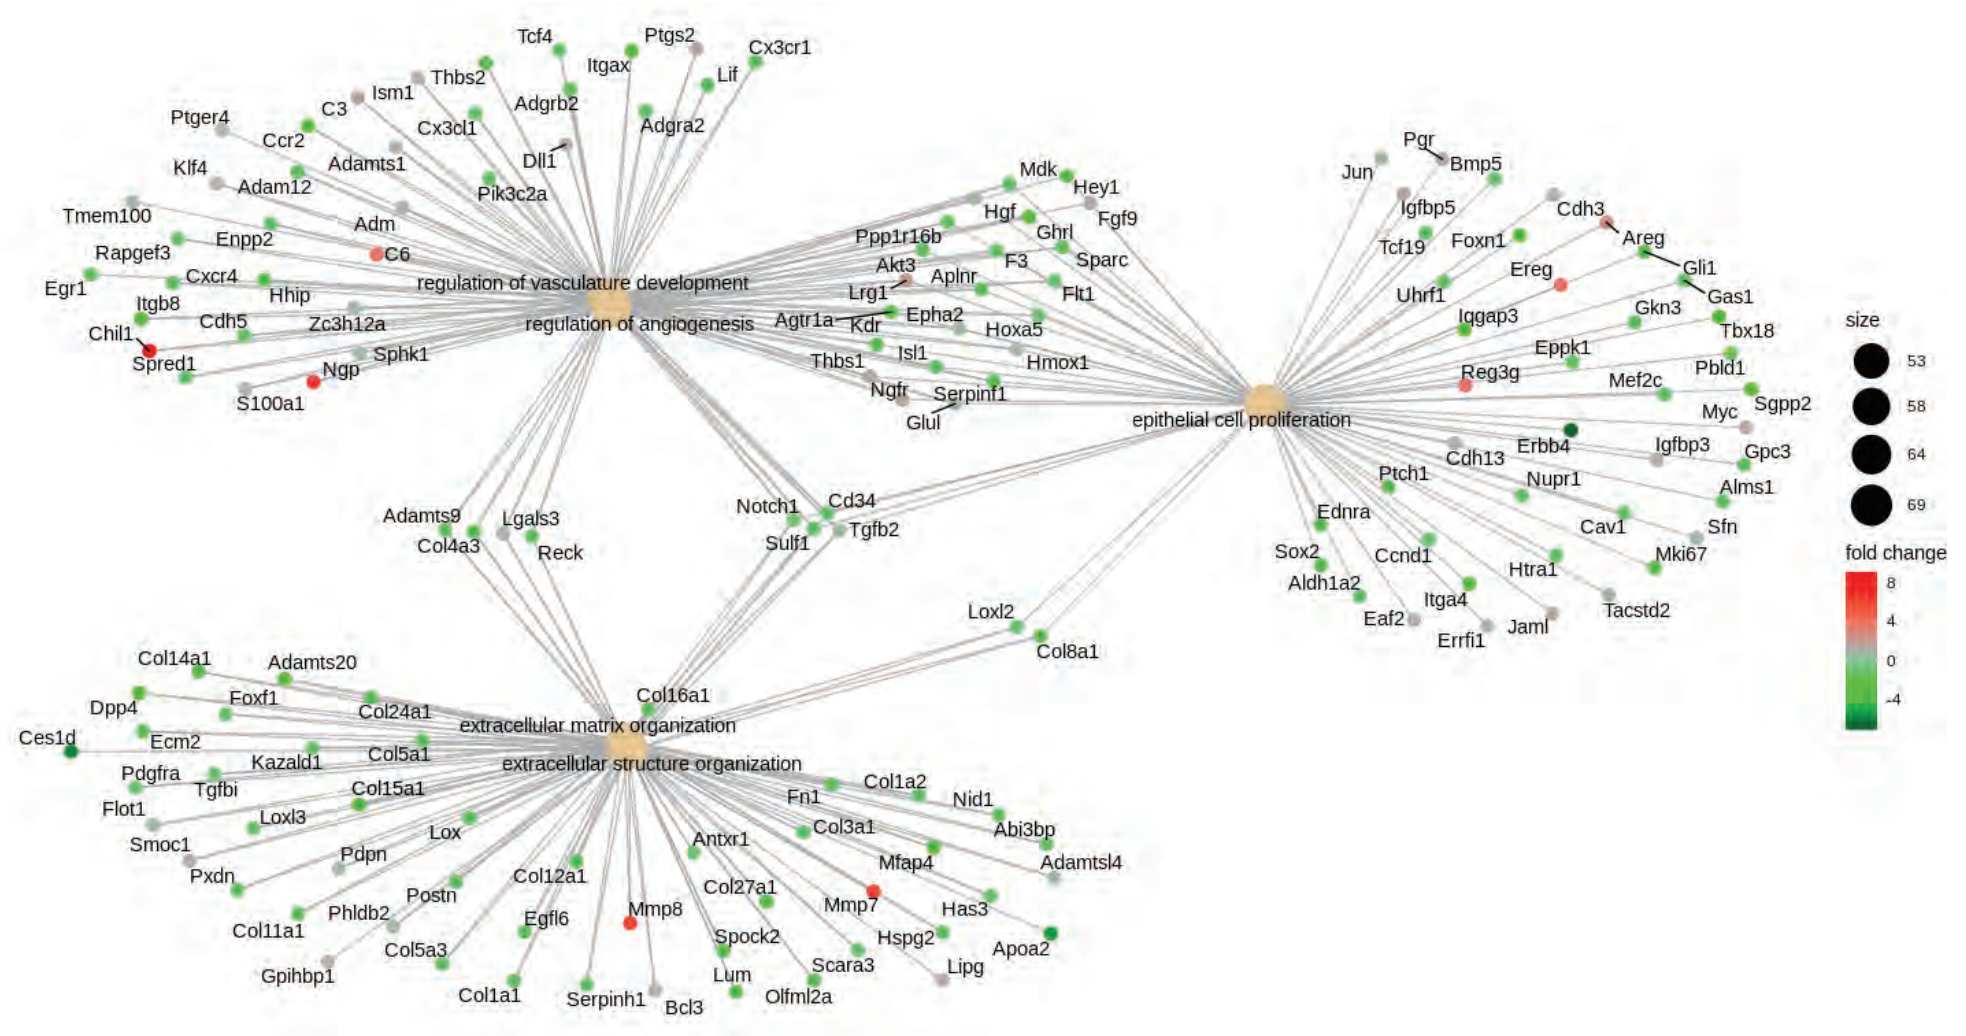 Tcf4
Ptgs2
Cx3cr1
Itgax
Thbs2
Lif
Ism1
Adgrb2
C3
Ptger4
Cx3cl1
Adgra2
Ccr2
Adamts1
Dll1
Klf4
Adam12
Pik3c2a
Tmem100
Adm
Enpp2
Rapgef3
C6
Egr1
Cxcr4
Hhip
Itgb8
Cdh5
Zc3h12a
Chil1
Sphk1
Spred1
Ngp
S100a1
regulation of vasculature development
regulation of angiogenesis
Mdk
Hey1
Hgf
Fgf9
Ppp1r16b
Ghrl
Akt3
F3
Sparc
Aplnr
Lrg1
Flt1
Agtr1a
Epha2
Kdr
Hoxa5
Thbs1
Isl1
Hmox1
Ngfr
Serpinf1
Glul
Pgr
Jun
Bmp5
Igfbp5
Cdh3
Tcf19
Foxn1
Areg
Ereg
Gli1
Uhrf1
Gas1
Iqgap3
Gkn3
Tbx18
Eppk1
Reg3g
Pbld1
Mef2c
Sgpp2
epithelial cell proliferation
Myc
Erbb4
Igfbp3
Cdh13
Gpc3
Ptch1
Nupr1
Alms1
Ednra
Cav1
Sfn
Sox2
Ccnd1
Mki67
Aldh1a2
Htra1
Itga4
Eaf2
Errfi1
Jaml
Tacstd2
size
53
58
64
69
fold change
8
4
0
-4
Adamts9
Lgals3
Col4a3
Reck
Notch1
Cd34
Sulf1
Tgfb2
Loxl2
Col8a1
Col14a1
Adamts20
Col16a1
Foxf1
Dpp4
Col24a1
extracellular matrix organization
Ces1d
Ecm2
Col5a1
Kazald1
extracellular structure organization
Pdgfra
Tgfbi
Col15a1
Flot1
Loxl3
Lox
Smoc1
Pdpn
Pxdn
Col12a1
Postn
Phldb2
Col11a1
Egfl6
Mmp8
Col5a3
Gpihbp1
Col1a1
Serpinh1
Bcl3
Fn1
Col1a2
Nid1
Col3a1
Abi3bp
Antxr1
Mfap4
Adamtsl4
Col27a1
Mmp7
Has3
Spock2
Hspg2
Apoa2
Scara3
Lipg
Lum
Olfml2a